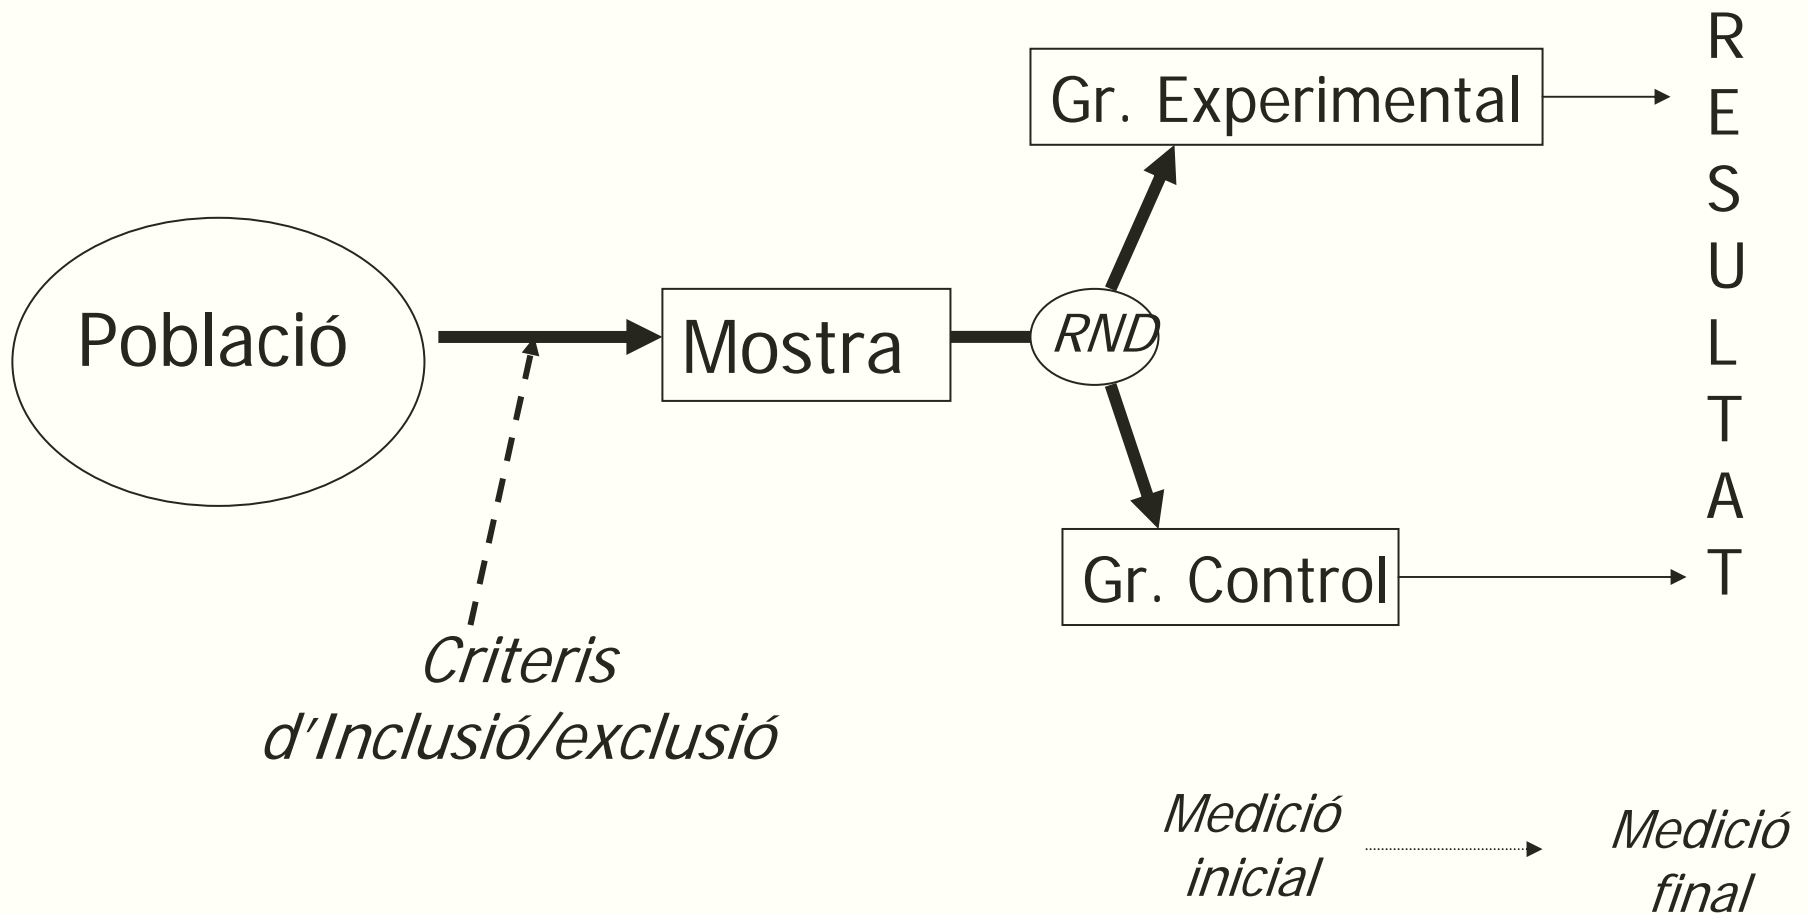 Població
Mostra
RND
Gr. Experimental
Gr. Control
R
E
S
U
L
T
A
T
Criteris
d'Inclusió/exclusió
Medició
inicial
Medició
final